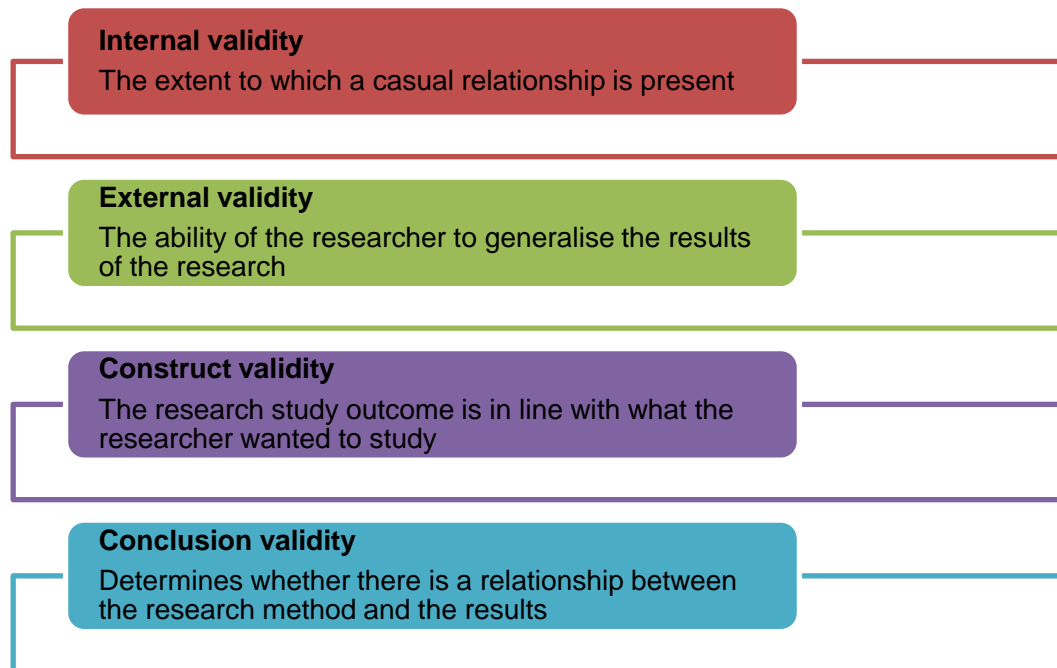 Internal validity
The extent to which a casual relationship is present
External validity
The ability of the researcher to generalise the results
of the research
Construct validity
The research study outcome is in line with what the
researcher wanted to study
Conclusion validity
Determines whether there is a relationship between
the research method and the results